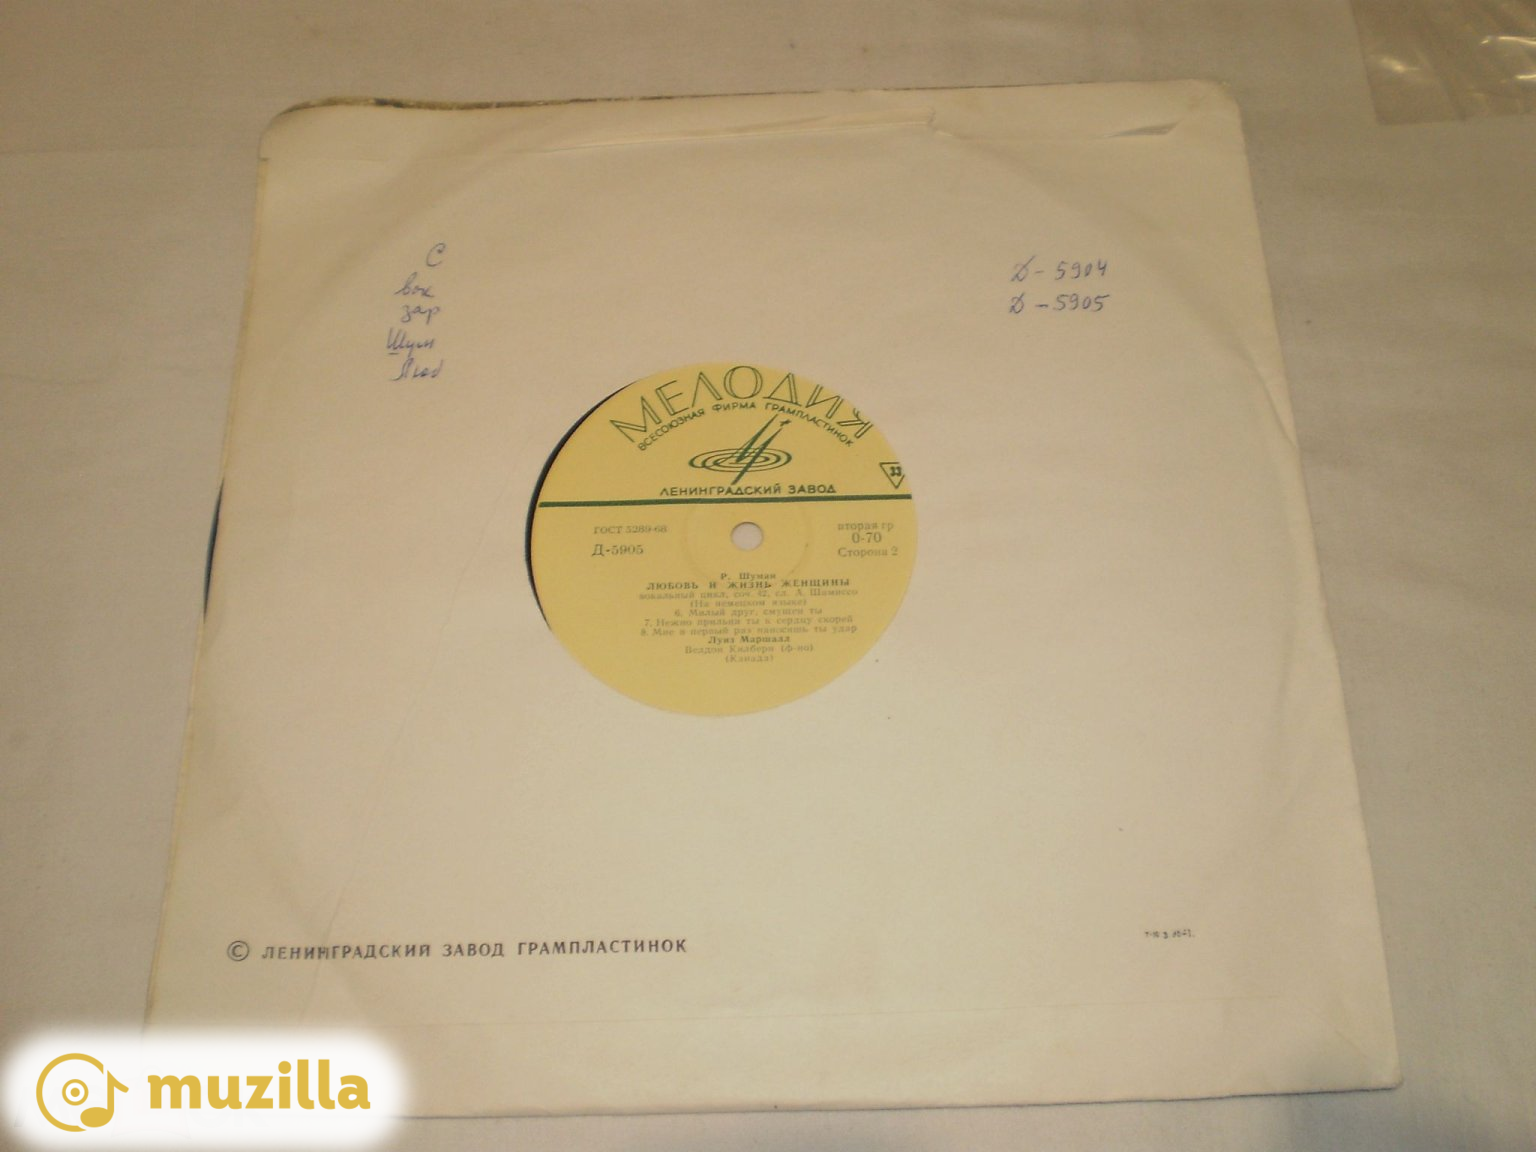 С
вок
зар
Шум
Люб
Д-5904
Д-5905
МЕЛОДИЯ
ВСЕСОЮЗНАЯ ФИРМА ГРАМПЛАСТИНОК
33
ЛЕНИНГРАДСКИЙ ЗАВОД
ГОСТ 5289-68
Д-5905
вторая гр
0-70
Сторона 2
Р. Шуман
ЛЮБОВЬ И ЖИЗНЬ ЖЕНЩИНЫ
вокальный цикл, соч. 42, сл. А. Шамиссо
(На немецком языке)
6. Милый друг, смущен ты
7. Нежно прильни ты к сердцу скорей
8. Мне в первый раз наносишь ты удар
Луиз Маршалл
Велдон Килберн (ф-но)
(Канада)
© ЛЕНИНГРАДСКИЙ ЗАВОД ГРАМПЛАСТИНОК
muzilla